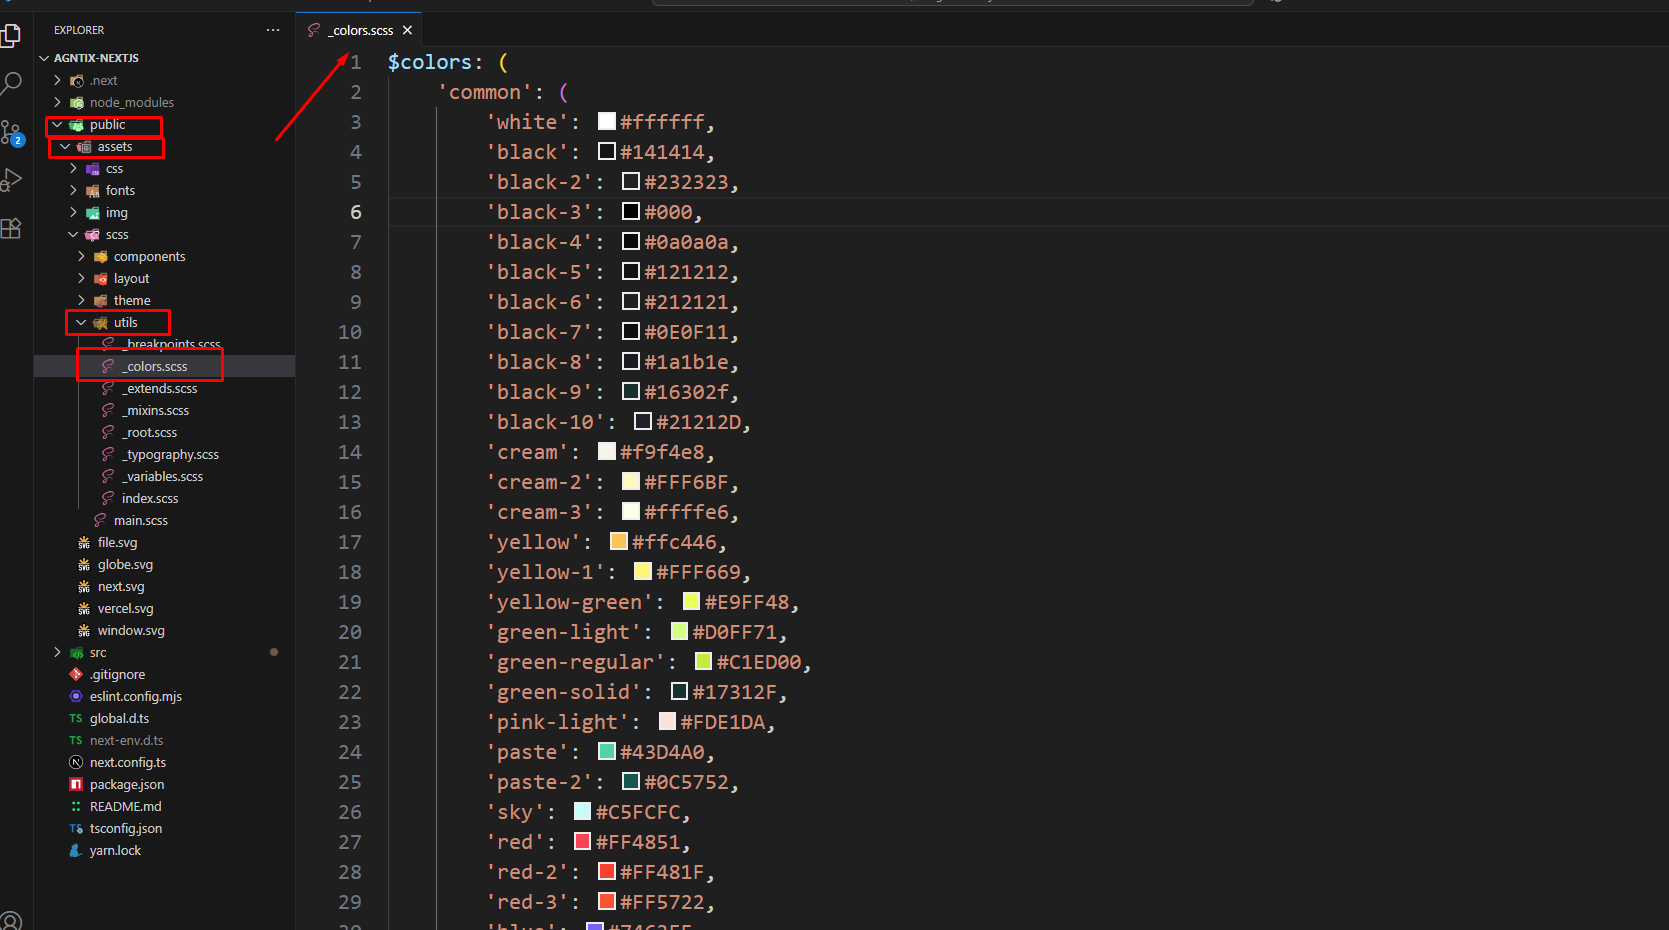 EXPLORER
AGNTIX-NEXTJS
.next
node_modules
public
assets
css
fonts
img
scss
components
layout
theme
utils
_breakpoints.scss
_colors.scss
_extends.scss
_mixins.scss
_root.scss
_typography.scss
_variables.scss
index.scss
main.scss
file.svg
globe.svg
next.svg
vercel.svg
window.svg
src
.gitignore
eslint.config.mjs
TS global.d.ts
TS next-env.d.ts
next.config.ts
package.json
README.md
tsconfig.json
yarn.lock
2
_colors.scss
1 $colors: (
2 'common': (
3 'white': #ffffff,
4 'black': #141414,
5 'black-2': #232323,
6 'black-3': #000,
7 'black-4': #0a0a0a,
8 'black-5': #121212,
9 'black-6': #212121,
10 'black-7': #0E0F11,
11 'black-8': #1a1b1e,
12 'black-9': #16302f,
13 'black-10': #21212D,
14 'cream': #f9f4e8,
15 'cream-2': #FFF6BF,
16 'cream-3': #ffffe6,
17 'yellow': #ffc446,
18 'yellow-1': #FFF669,
19 'yellow-green': #E9FF48,
20 'green-light': #D0FF71,
21 'green-regular': #C1ED00,
22 'green-solid': #17312F,
23 'pink-light': #FDE1DA,
24 'paste': #43D4A0,
25 'paste-2': #0C5752,
26 'sky': #C5FCFC,
27 'red': #FF4851,
28 'red-2': #FF481F,
29 'red-3': #FF5722,